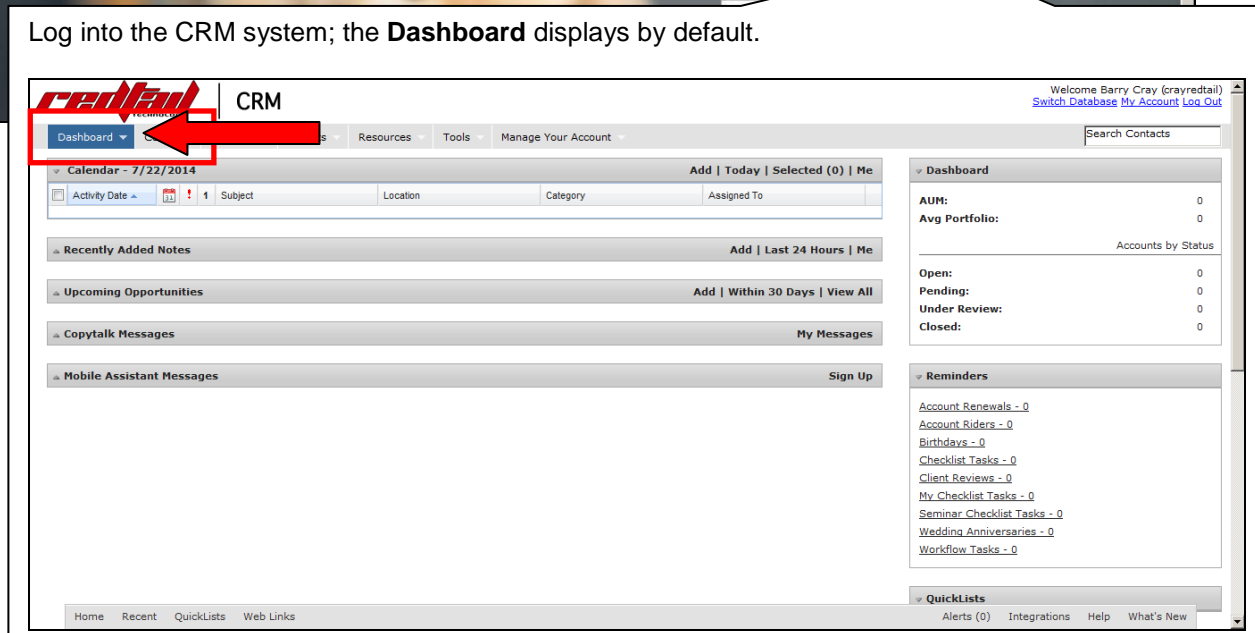 Log into the CRM system; the Dashboard displays by default.
redtail CRM
Welcome Barry Cray (crayredtail)
Switch Database My Account Log Out
Dashboard Resources Tools Manage Your Account
Search Contacts
Calendar - 7/22/2014 Add | Today | Selected (0) | Me
Activity Date 31 ! 1 Subject Location Category Assigned To
Recently Added Notes Add | Last 24 Hours | Me
Upcoming Opportunities Add | Within 30 Days | View All
Copytalk Messages My Messages
Mobile Assistant Messages Sign Up
Dashboard
AUM: 0
Avg Portfolio: 0
Accounts by Status
Open: 0
Pending: 0
Under Review: 0
Closed: 0
Reminders
Account Renewals - 0
Account Riders - 0
Birthdays - 0
Checklist Tasks - 0
Client Reviews - 0
My Checklist Tasks - 0
Seminar Checklist Tasks - 0
Wedding Anniversaries - 0
Workflow Tasks - 0
QuickLists
Home Recent QuickLists Web Links Alerts (0) Integrations Help What's New